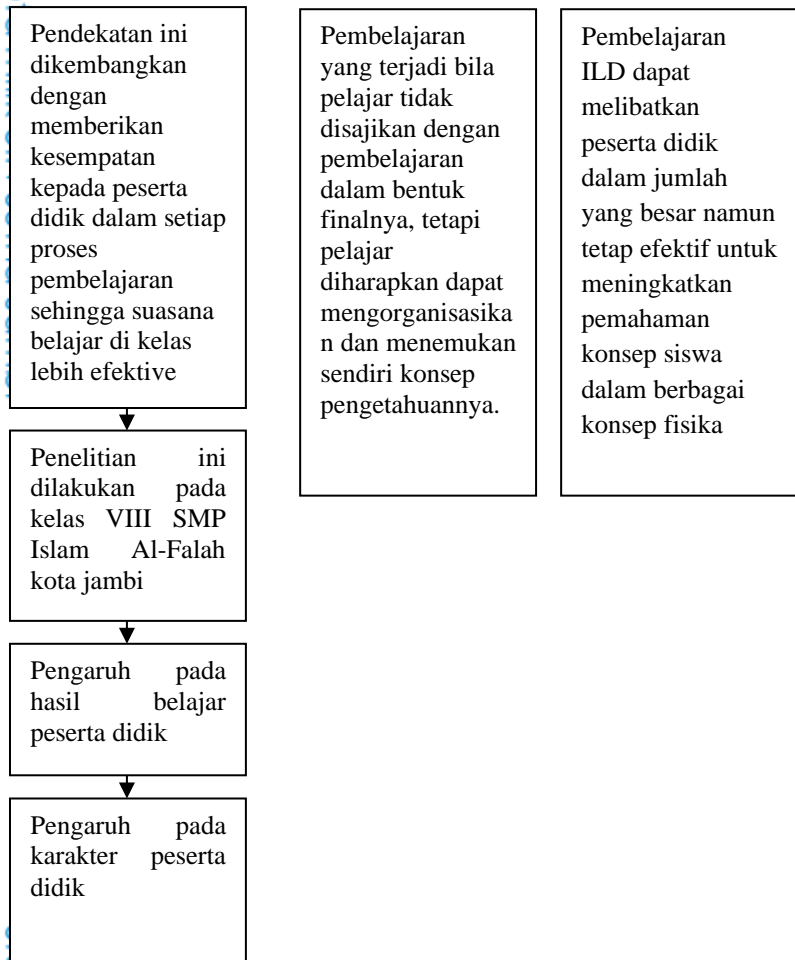 Pendekatan ini
dikembangkan
dengan
memberikan
kesempatan
kepada peserta
didik dalam setiap
proses
pembelajaran
sehingga suasana
belajar di kelas
lebih efektive
Penelitian ini
dilakukan pada
kelas VIII SMP
Islam Al-Falah
kota jambi
Pengaruh pada
hasil belajar
peserta didik
Pengaruh pada
karakter peserta
didik
Pembelajaran
yang terjadi bila
pelajar tidak
disajikan dengan
pembelajaran
dalam bentuk
finalnya, tetapi
pelajar
diharapkan dapat
mengorganisasika
n dan menemukan
sendiri konsep
pengetahuannya.
Pembelajaran
ILD dapat
melibatkan
peserta didik
dalam jumlah
yang besar namun
tetap efektif untuk
meningkatkan
pemahaman
konsep siswa
dalam berbagai
konsep fisika